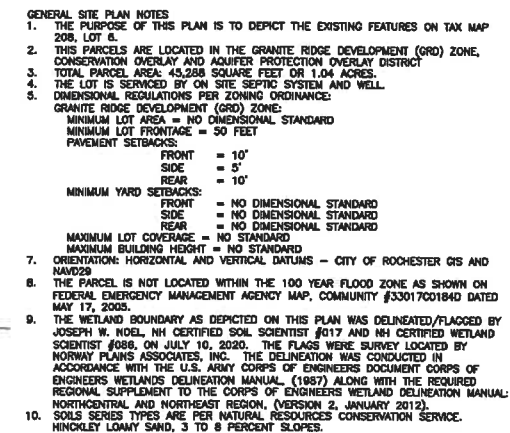 GENERAL SITE PLAN NOTES
1. THE PURPOSE OF THIS PLAN IS TO DEPICT THE EXISTING FEATURES ON TAX MAP
208, LOT 6.
2. THIS PARCELS ARE LOCATED IN THE GRANITE RIDGE DEVELOPMENT (GRD) ZONE,
CONSERVATION OVERLAY AND AQUIFER PROTECTION OVERLAY DISTRICT
3. TOTAL PARCEL AREA: 45,288 SQUARE FEET OR 1.04 ACRES.
4. THE LOT IS SERVICED BY ON SITE SEPTIC SYSTEM AND WELL.
5. DIMENSIONAL REGULATIONS PER ZONING ORDINANCE:
GRANITE RIDGE DEVELOPMENT (GRD) ZONE:
MINIMUM LOT AREA = NO DIMENSIONAL STANDARD
MINIMUM LOT FRONTAGE = 50 FEET
PAVEMENT SETBACKS:
FRONT = 10'
SIDE = 5'
REAR = 10'
MINIMUM YARD SETBACKS:
FRONT = NO DIMENSIONAL STANDARD
SIDE = NO DIMENSIONAL STANDARD
REAR = NO DIMENSIONAL STANDARD
MAXIMUM LOT COVERAGE = NO STANDARD
MAXIMUM BUILDING HEIGHT = NO STANDARD
7. ORIENTATION: HORIZONTAL AND VERTICAL DATUMS – CITY OF ROCHESTER GIS AND
NAVD29
8. THE PARCEL IS NOT LOCATED WITHIN THE 100 YEAR FLOOD ZONE AS SHOWN ON
FEDERAL EMERGENCY MANAGEMENT AGENCY MAP, COMMUNITY #33017C0184D DATED
MAY 17, 2005.
9. THE WETLAND BOUNDARY AS DEPICTED ON THIS PLAN WAS DELINEATED/FLAGGED BY
JOSEPH W. NOEL, NH CERTIFIED SOIL SCIENTIST #017 AND NH CERTIFIED WETLAND
SCIENTIST #086, ON JULY 10, 2020. THE FLAGS WERE SURVEY LOCATED BY
NORWAY PLAINS ASSOCIATES, INC. THE DELINEATION WAS CONDUCTED IN
ACCORDANCE WITH THE U.S. ARMY CORPS OF ENGINEERS DOCUMENT CORPS OF
ENGINEERS WETLANDS DELINEATION MANUAL, (1987) ALONG WITH THE REQUIRED
REGIONAL SUPPLEMENT TO THE CORPS OF ENGINEERS WETLAND DELINEATION MANUAL:
NORTHCENTRAL AND NORTHEAST REGION, (VERSION 2, JANUARY 2012).
10. SOILS SERIES TYPES ARE PER NATURAL RESOURCES CONSERVATION SERVICE.
HINCKLEY LOAMY SAND, 3 TO 8 PERCENT SLOPES.